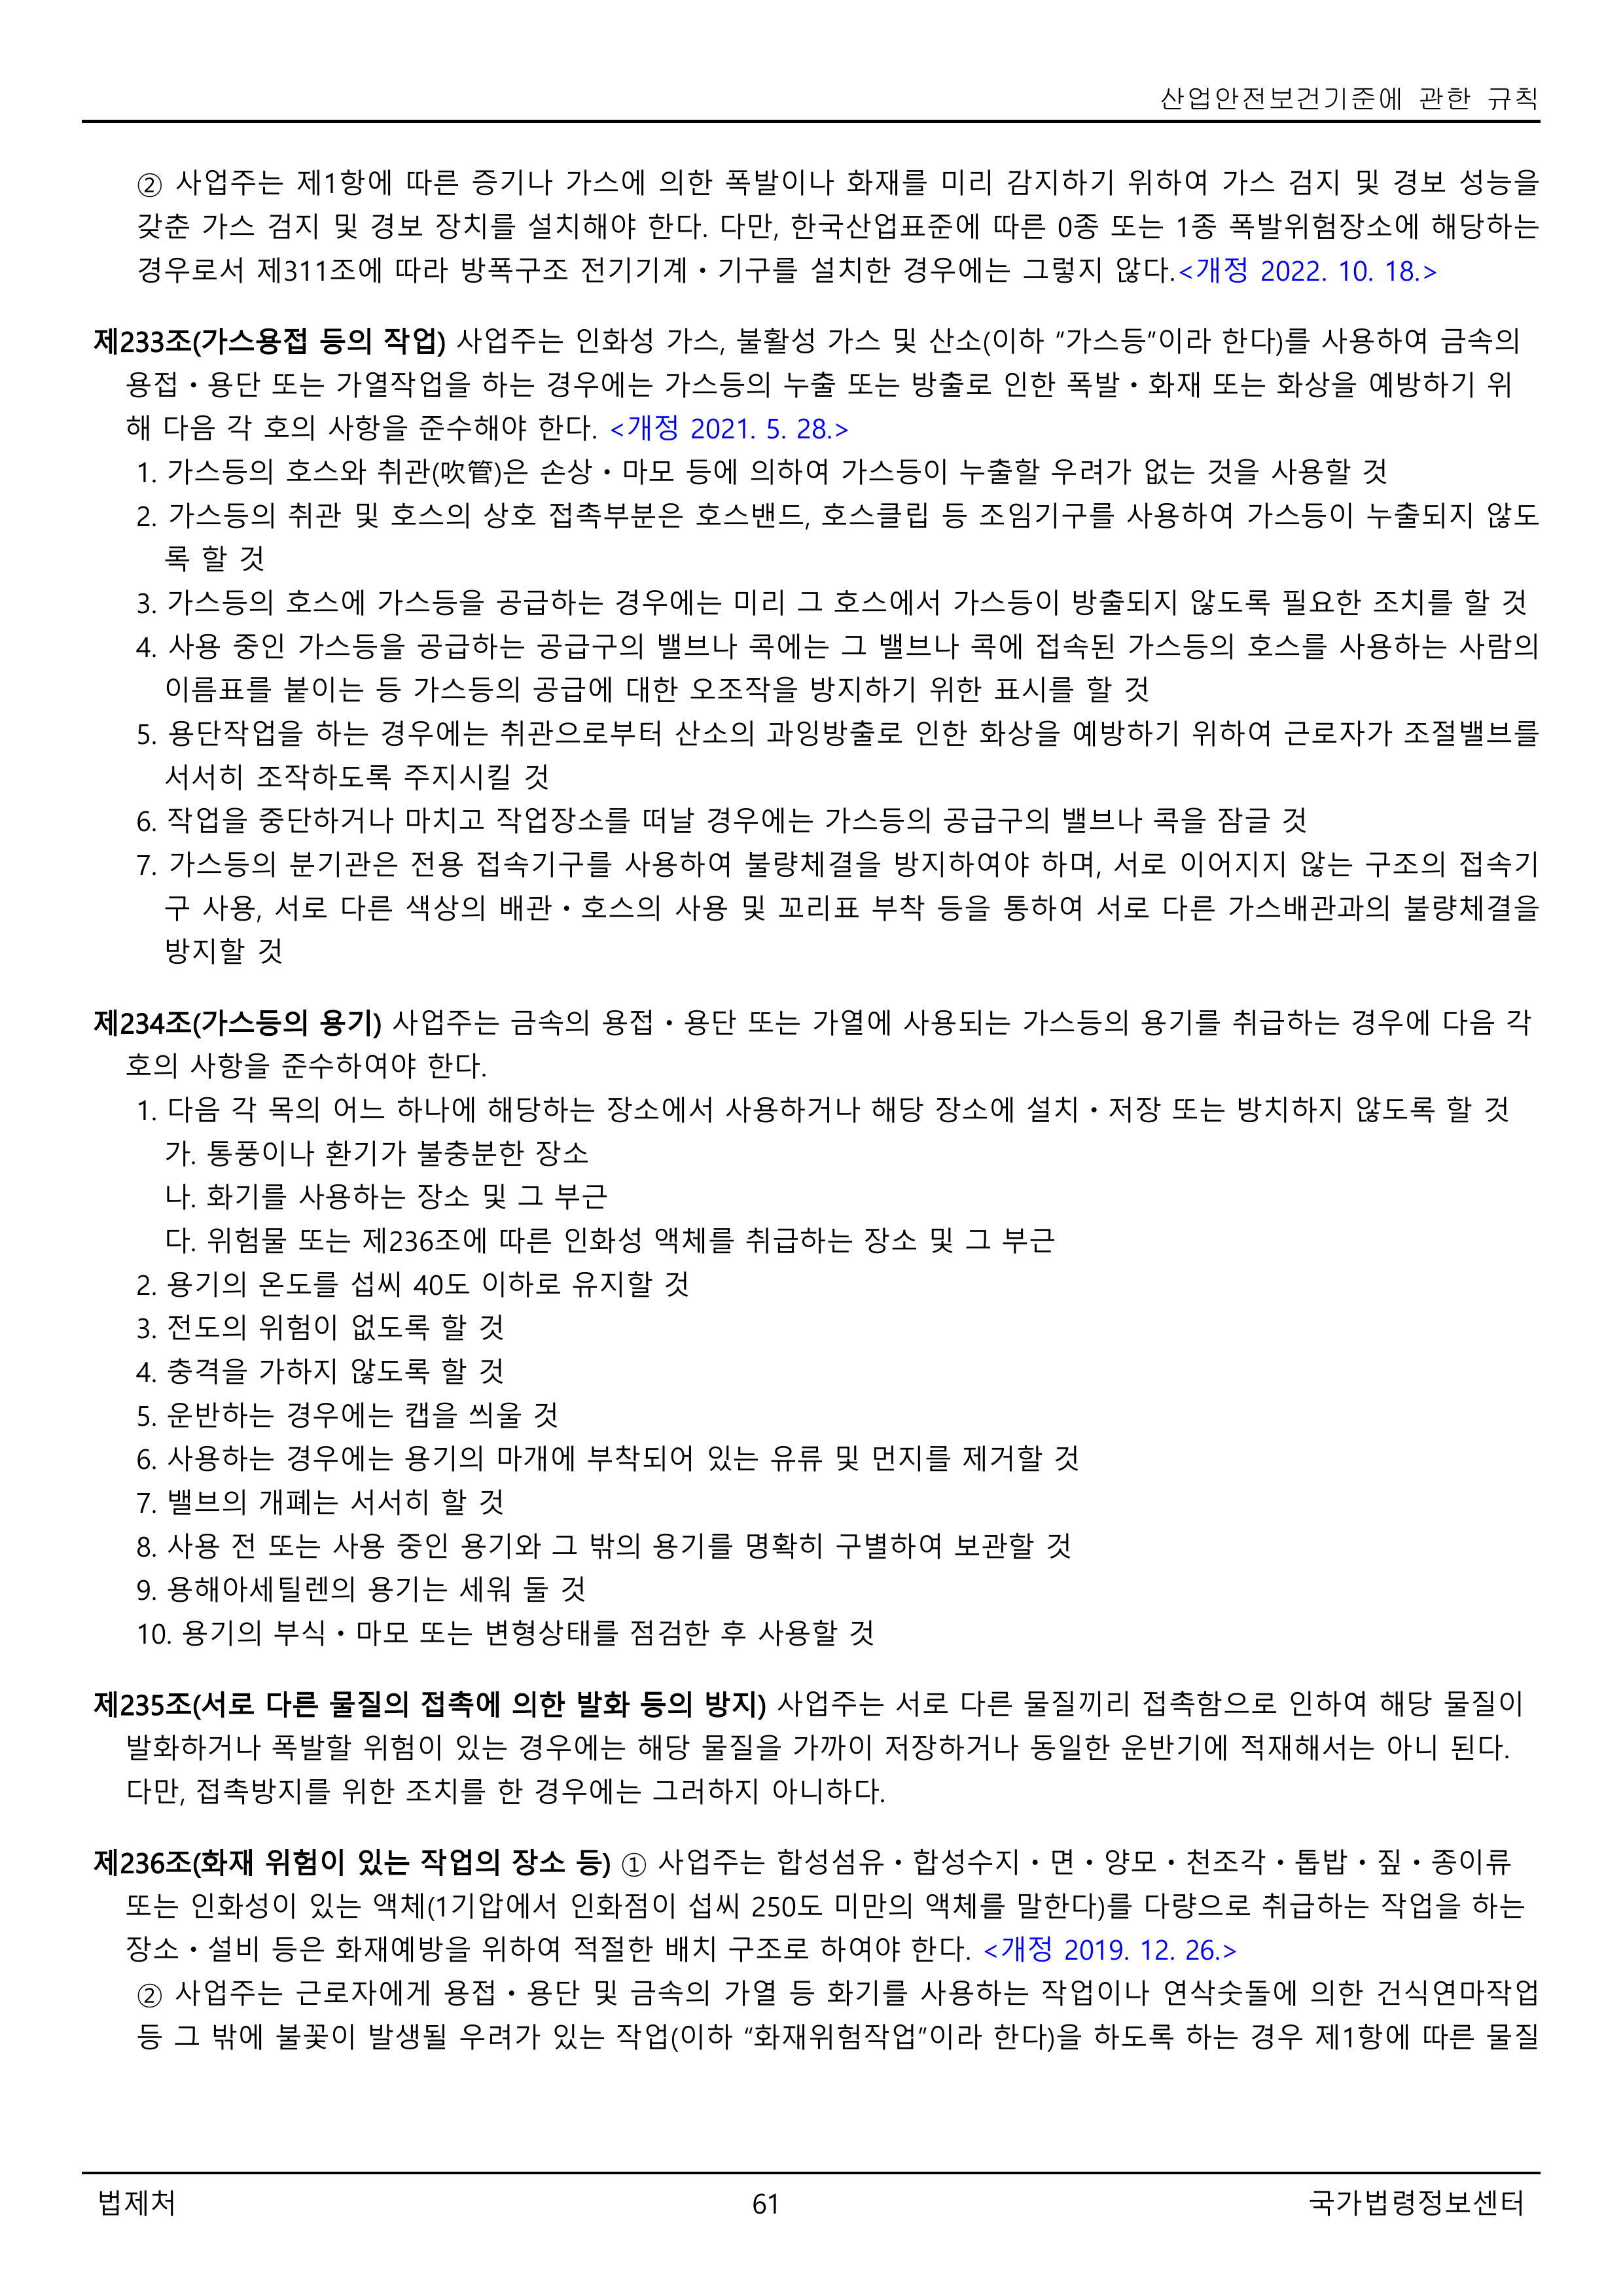 산업안전보건기준에 관한 규칙
② 사업주는 제1항에 따른 증기나 가스에 의한 폭발이나 화재를 미리 감지하기 위하여 가스 검지 및 경보 성능을
갖춘 가스 검지 및 경보 장치를 설치해야 한다. 다만, 한국산업표준에 따른 0종 또는 1종 폭발위험장소에 해당하는
경우로서 제311조에 따라 방폭구조 전기기계ㆍ기구를 설치한 경우에는 그렇지 않다.<개정 2022. 10. 18.>
제233조(가스용접 등의 작업) 사업주는 인화성 가스, 불활성 가스 및 산소(이하 “가스등”이라 한다)를 사용하여 금속의
용접ㆍ용단 또는 가열작업을 하는 경우에는 가스등의 누출 또는 방출로 인한 폭발ㆍ화재 또는 화상을 예방하기 위
해 다음 각 호의 사항을 준수해야 한다. <개정 2021. 5. 28.>
1. 가스등의 호스와 취관(吹管)은 손상ㆍ마모 등에 의하여 가스등이 누출할 우려가 없는 것을 사용할 것
2. 가스등의 취관 및 호스의 상호 접촉부분은 호스밴드, 호스클립 등 조임기구를 사용하여 가스등이 누출되지 않도
록 할 것
3. 가스등의 호스에 가스등을 공급하는 경우에는 미리 그 호스에서 가스등이 방출되지 않도록 필요한 조치를 할 것
4. 사용 중인 가스등을 공급하는 공급구의 밸브나 콕에는 그 밸브나 콕에 접속된 가스등의 호스를 사용하는 사람의
이름표를 붙이는 등 가스등의 공급에 대한 오조작을 방지하기 위한 표시를 할 것
5. 용단작업을 하는 경우에는 취관으로부터 산소의 과잉방출로 인한 화상을 예방하기 위하여 근로자가 조절밸브를
서서히 조작하도록 주지시킬 것
6. 작업을 중단하거나 마치고 작업장소를 떠날 경우에는 가스등의 공급구의 밸브나 콕을 잠글 것
7. 가스등의 분기관은 전용 접속기구를 사용하여 불량체결을 방지하여야 하며, 서로 이어지지 않는 구조의 접속기
구 사용, 서로 다른 색상의 배관ㆍ호스의 사용 및 꼬리표 부착 등을 통하여 서로 다른 가스배관과의 불량체결을
방지할 것
제234조(가스등의 용기) 사업주는 금속의 용접ㆍ용단 또는 가열에 사용되는 가스등의 용기를 취급하는 경우에 다음 각
호의 사항을 준수하여야 한다.
1. 다음 각 목의 어느 하나에 해당하는 장소에서 사용하거나 해당 장소에 설치ㆍ저장 또는 방치하지 않도록 할 것
가. 통풍이나 환기가 불충분한 장소
나. 화기를 사용하는 장소 및 그 부근
다. 위험물 또는 제236조에 따른 인화성 액체를 취급하는 장소 및 그 부근
2. 용기의 온도를 섭씨 40도 이하로 유지할 것
3. 전도의 위험이 없도록 할 것
4. 충격을 가하지 않도록 할 것
5. 운반하는 경우에는 캡을 씌울 것
6. 사용하는 경우에는 용기의 마개에 부착되어 있는 유류 및 먼지를 제거할 것
7. 밸브의 개폐는 서서히 할 것
8. 사용 전 또는 사용 중인 용기와 그 밖의 용기를 명확히 구별하여 보관할 것
9. 용해아세틸렌의 용기는 세워 둘 것
10. 용기의 부식ㆍ마모 또는 변형상태를 점검한 후 사용할 것
제235조(서로 다른 물질의 접촉에 의한 발화 등의 방지) 사업주는 서로 다른 물질끼리 접촉함으로 인하여 해당 물질이
발화하거나 폭발할 위험이 있는 경우에는 해당 물질을 가까이 저장하거나 동일한 운반기에 적재해서는 아니 된다.
다만, 접촉방지를 위한 조치를 한 경우에는 그러하지 아니하다.
제236조(화재 위험이 있는 작업의 장소 등) ① 사업주는 합성섬유ㆍ합성수지ㆍ면ㆍ양모ㆍ천조각ㆍ톱밥ㆍ짚ㆍ종이류
또는 인화성이 있는 액체(1기압에서 인화점이 섭씨 250도 미만의 액체를 말한다)를 다량으로 취급하는 작업을 하는
장소ㆍ설비 등은 화재예방을 위하여 적절한 배치 구조로 하여야 한다. <개정 2019. 12. 26.>
② 사업주는 근로자에게 용접ㆍ용단 및 금속의 가열 등 화기를 사용하는 작업이나 연삭숫돌에 의한 건식연마작업
등 그 밖에 불꽃이 발생될 우려가 있는 작업(이하 “화재위험작업”이라 한다)을 하도록 하는 경우 제1항에 따른 물질
법제처
61
국가법령정보센터